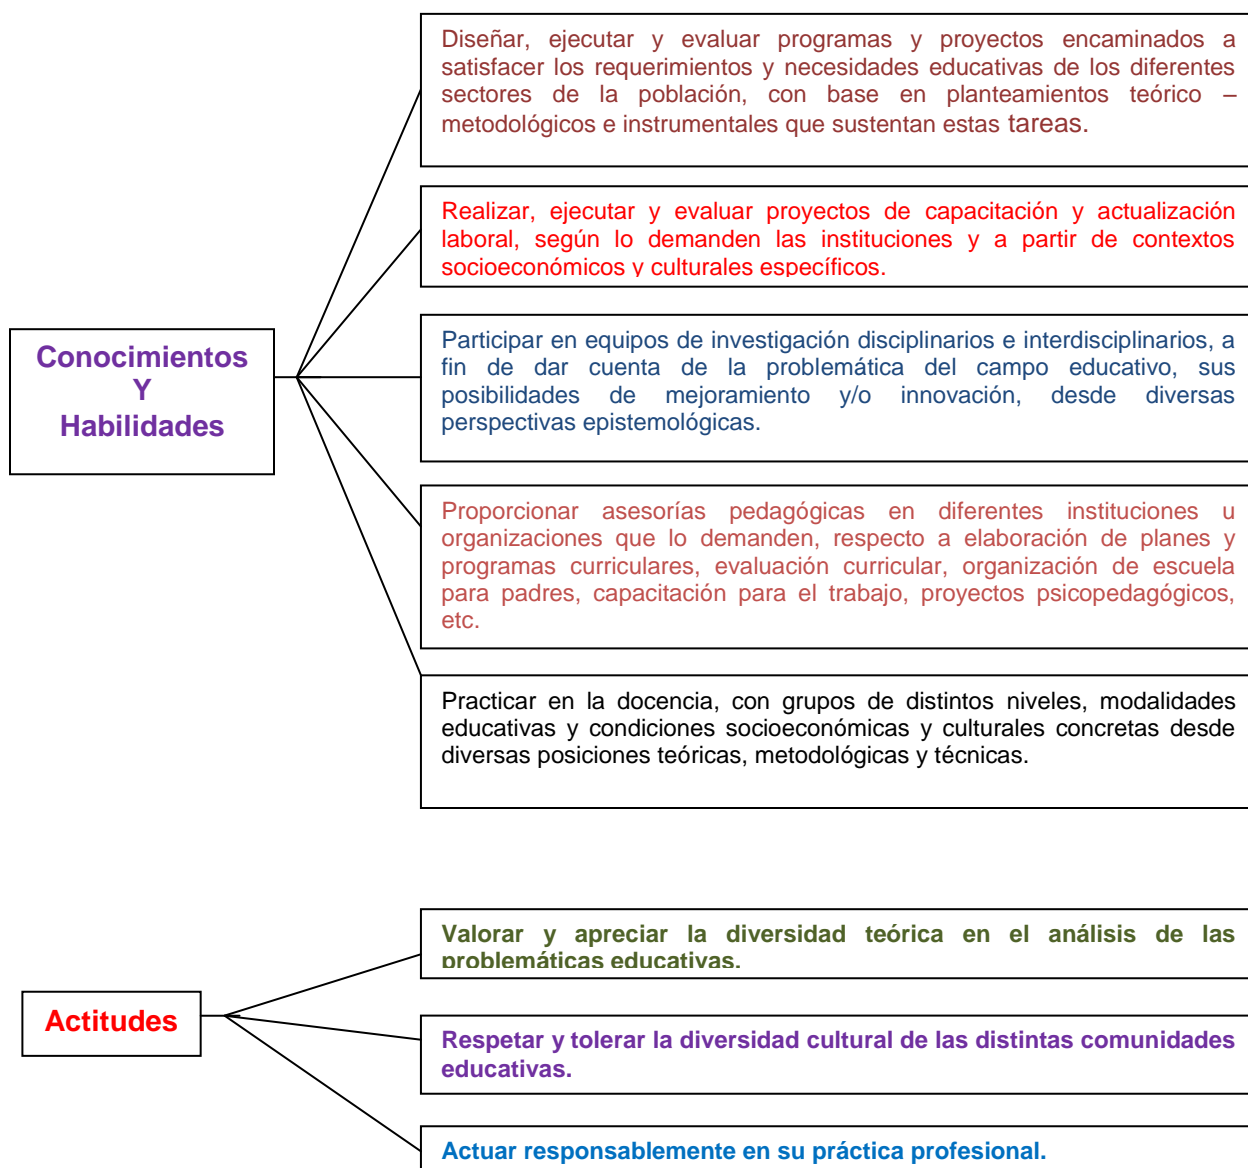 Diseñar, ejecutar y evaluar programas y proyectos encaminados a
satisfacer los requerimientos y necesidades educativas de los diferentes
sectores de la población, con base en planteamientos teórico –
metodológicos e instrumentales que sustentan estas tareas.
Realizar, ejecutar y evaluar proyectos de capacitación y actualización
laboral, según lo demanden las instituciones y a partir de contextos
socioeconómicos y culturales específicos.
Conocimientos
Y
Habilidades
Participar en equipos de investigación disciplinarios e interdisciplinarios, a
fin de dar cuenta de la problemática del campo educativo, sus
posibilidades de mejoramiento y/o innovación, desde diversas
perspectivas epistemológicas.
Proporcionar asesorías pedagógicas en diferentes instituciones u
organizaciones que lo demanden, respecto a elaboración de planes y
programas curriculares, evaluación curricular, organización de escuela
para padres, capacitación para el trabajo, proyectos psicopedagógicos,
etc.
Practicar en la docencia, con grupos de distintos niveles, modalidades
educativas y condiciones socioeconómicas y culturales concretas desde
diversas posiciones teóricas, metodológicas y técnicas.
Valorar y apreciar la diversidad teórica en el análisis de las
problemáticas educativas.
Actitudes
Respetar y tolerar la diversidad cultural de las distintas comunidades
educativas.
Actuar responsablemente en su práctica profesional.